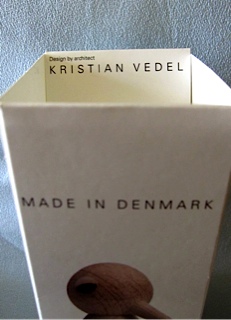 Design by architect
KRISTIAN VEDEL
MADE IN DENMARK